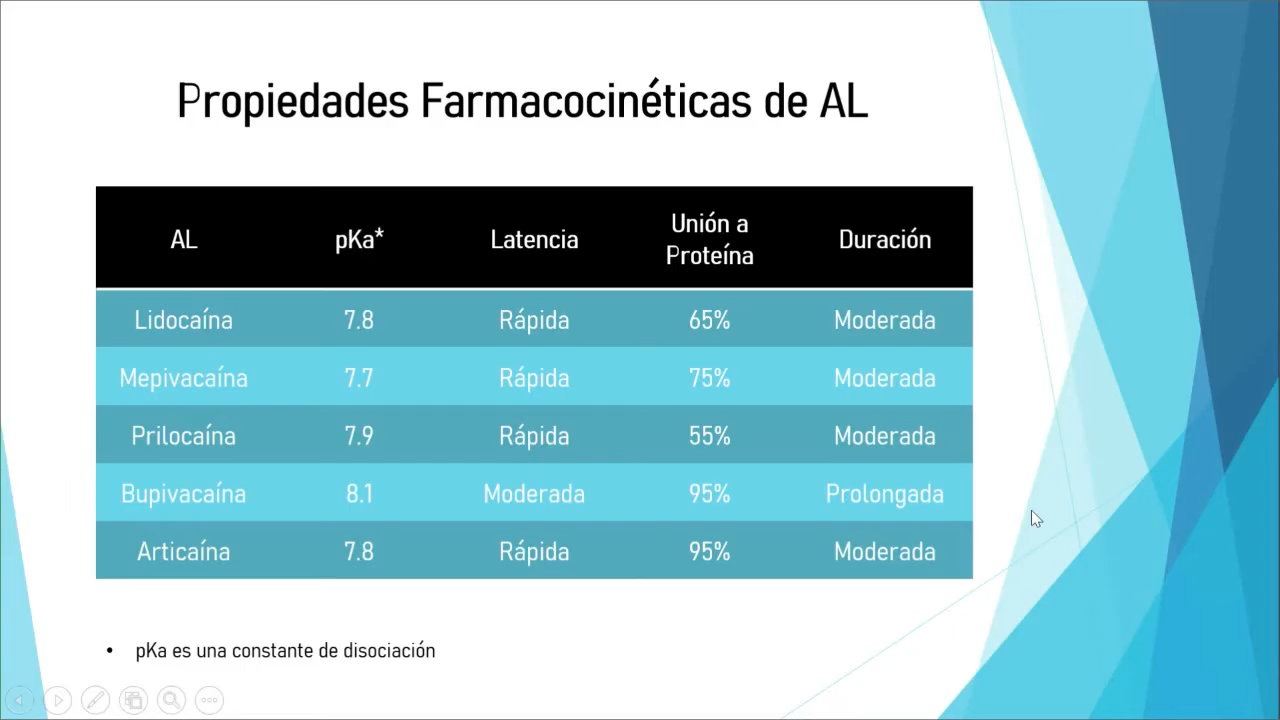 Propiedades Farmacocinéticas de AL
AL pKa* Latencia Unión a Proteína Duración
Lidocaína 7.8 Rápida 65% Moderada
Mepivacaína 7.7 Rápida 75% Moderada
Prilocaína 7.9 Rápida 55% Moderada
Bupivacaína 8.1 Moderada 95% Prolongada
Articaína 7.8 Rápida 95% Moderada
• pKa es una constante de disociación